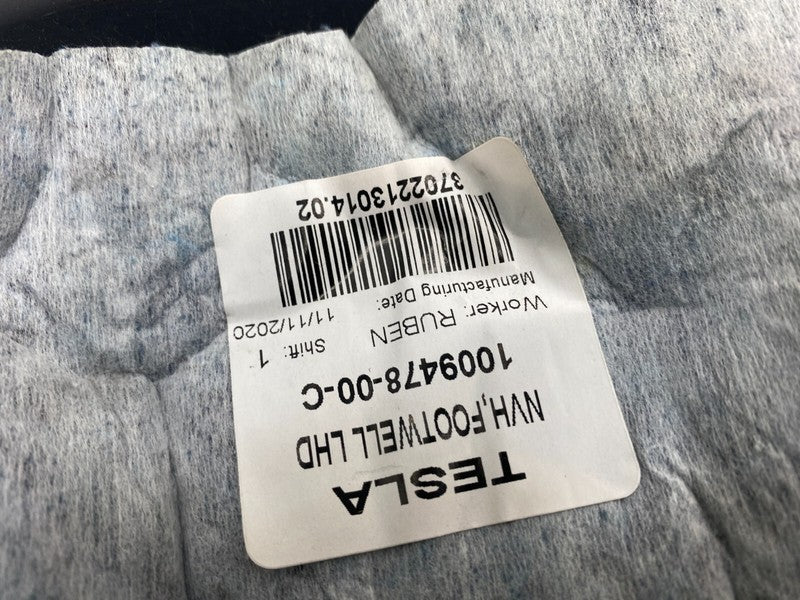 TESLA
NVH,FOOTWELL LHD
1009478-00-C
Worker: RUBEN Shift: 1
Manufacturing Date: 11/11/2020
3702213014.02